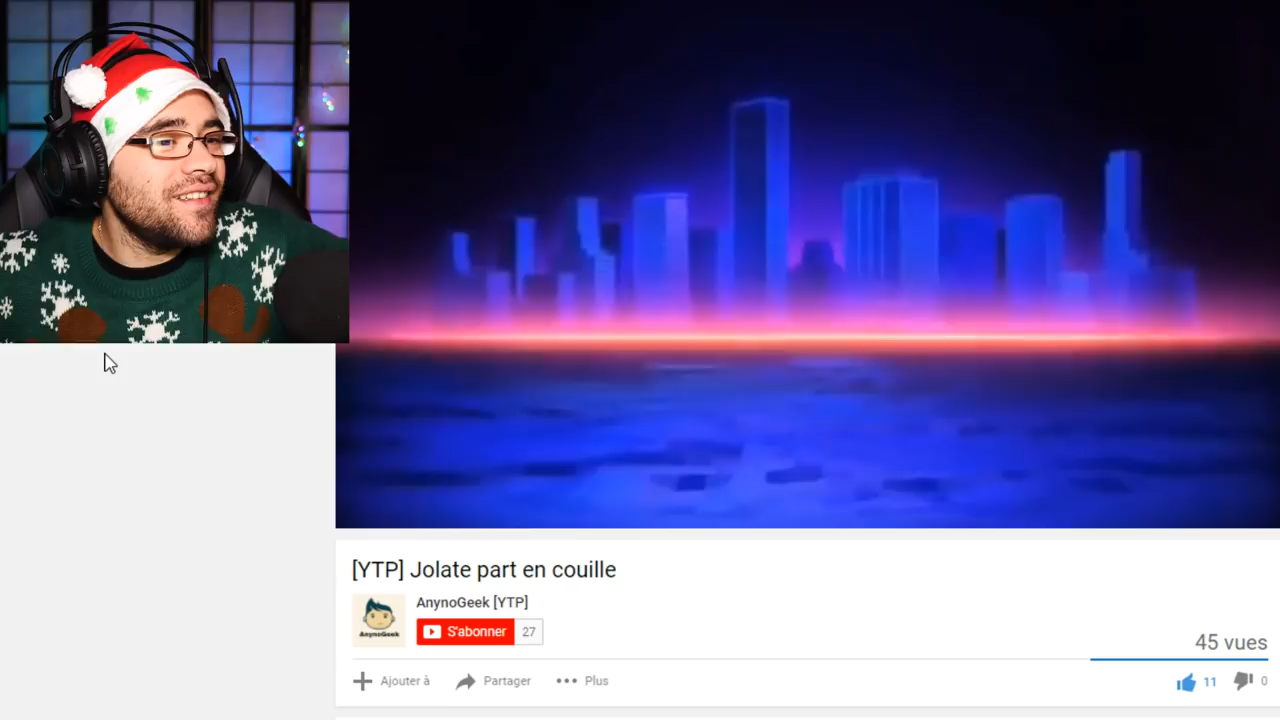 [YTP] Jolate part en couille
AnynoGeek [YTP]
AnynoGeek
S'abonner 27
45 vues
Ajouter à Partager Plus
11 0